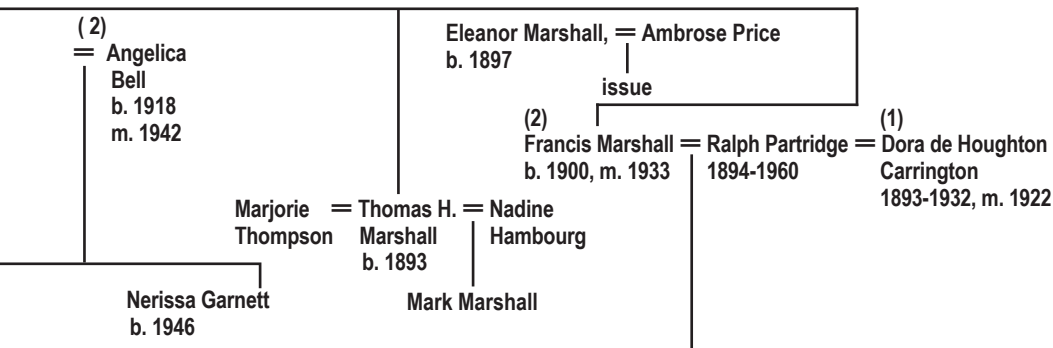 ( 2)
= Angelica
Bell
b. 1918
m. 1942
Eleanor Marshall, = Ambrose Price
b. 1897
issue
(2)
Francis Marshall = Ralph Partridge = Dora de Houghton
b. 1900, m. 1933 1894-1960 Carrington
1893-1932, m. 1922
(1)
Marjorie = Thomas H. = Nadine
Thompson Marshall Hambourg
b. 1893
Nerissa Garnett
b. 1946
Mark Marshall